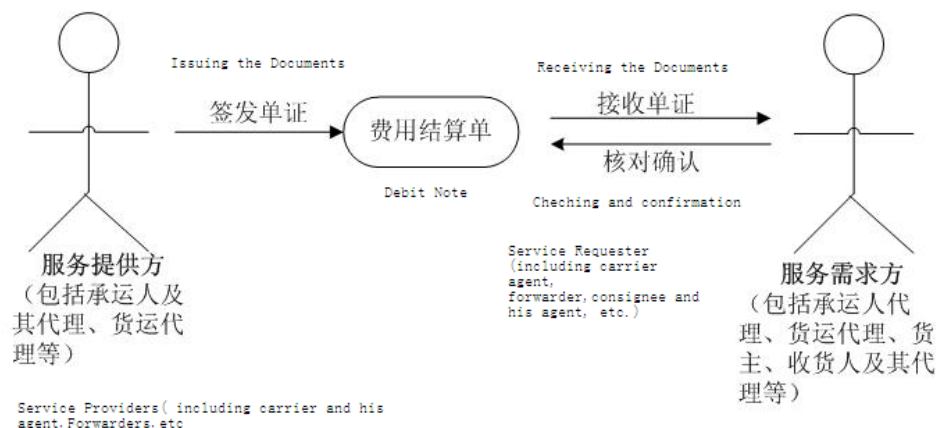 Issuing the Documents
签发单证
费用结算单
Debit Note
Receiving the Documents
接收单证
核对确认
Cheching and confirmation
服务提供方
（包括承运人及
其代理、货运代
理等）
Service Providers( including carrier and his
agent,Forwarders,etc
Service Requester
(including carrier
agent,
forwarder,consignee and
his agent, etc.)
服务需求方
（包括承运人代
理、货运代理、货
主、收货人及其代
理等）